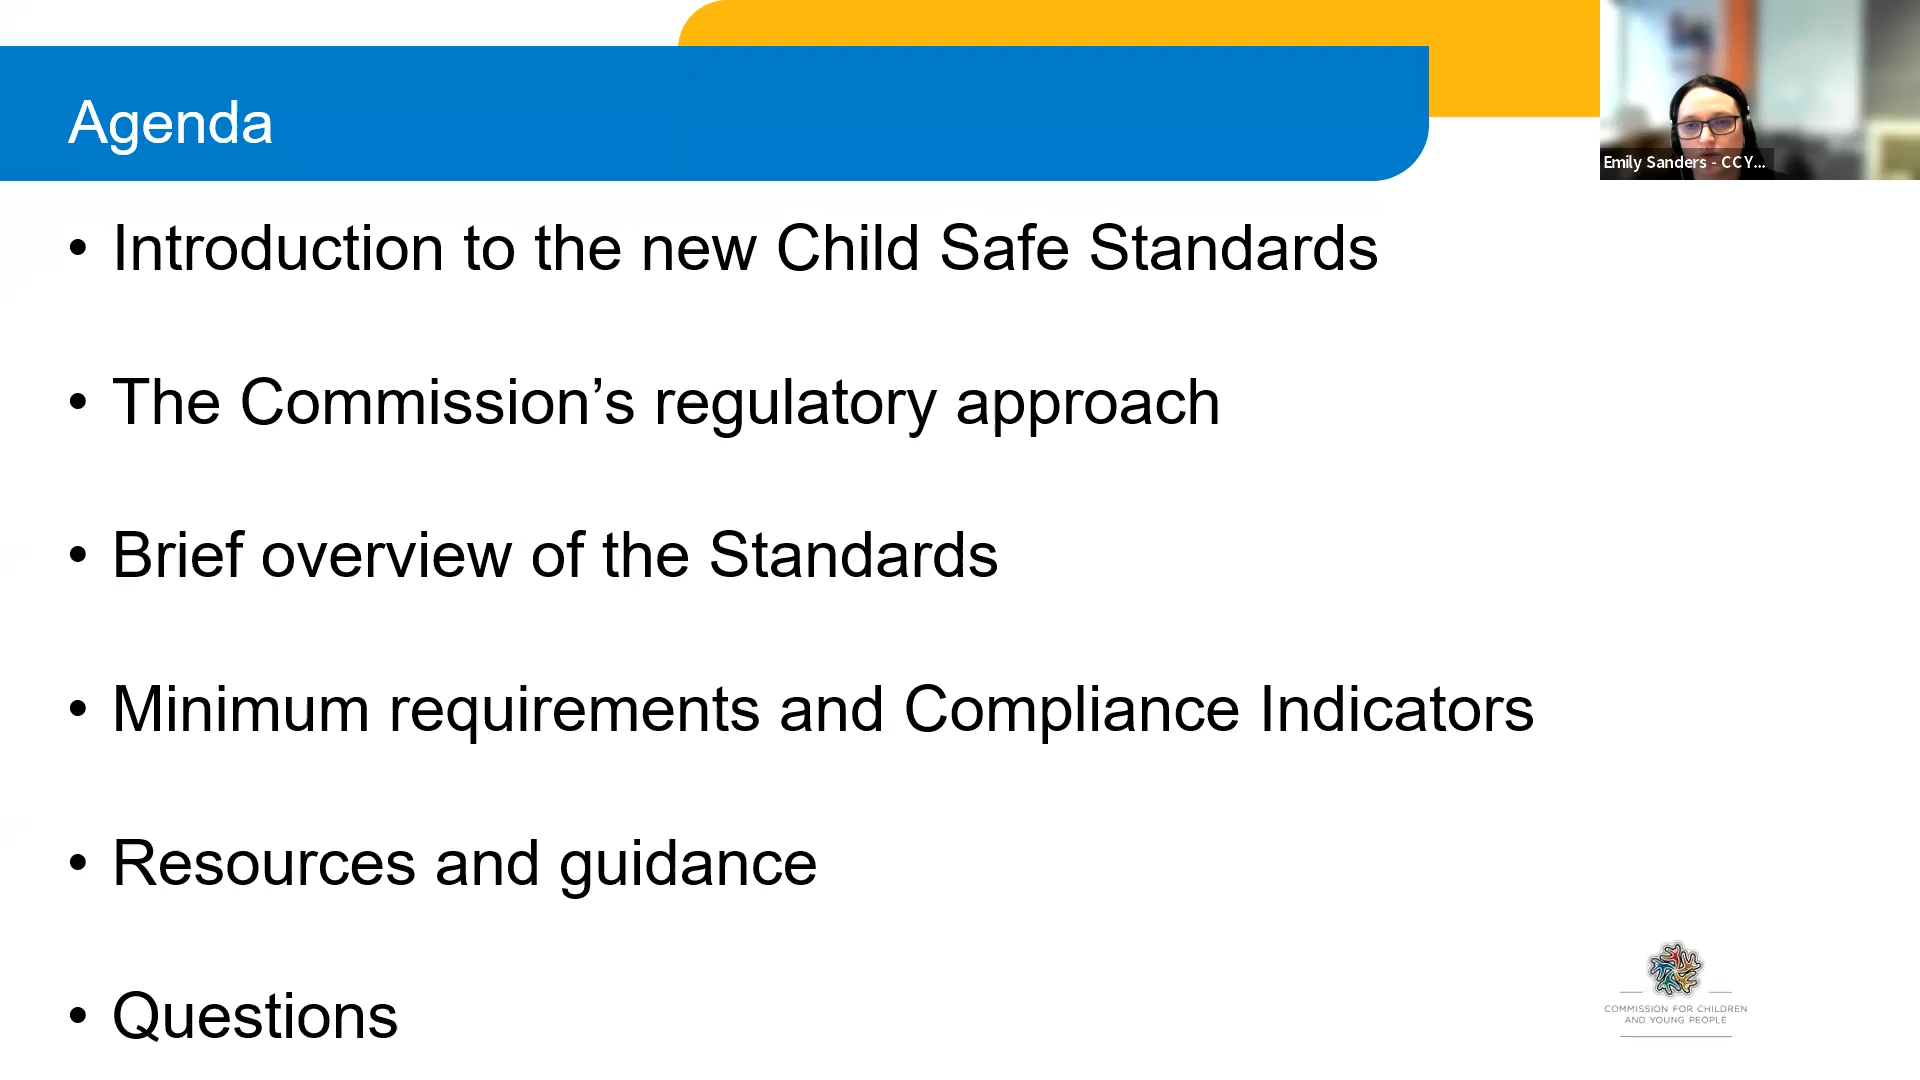 Agenda
Emily Sanders - CCY...
• Introduction to the new Child Safe Standards
• The Commission’s regulatory approach
• Brief overview of the Standards
• Minimum requirements and Compliance Indicators
• Resources and guidance
• Questions
COMMISSION FOR CHILDREN
AND YOUNG PEOPLE